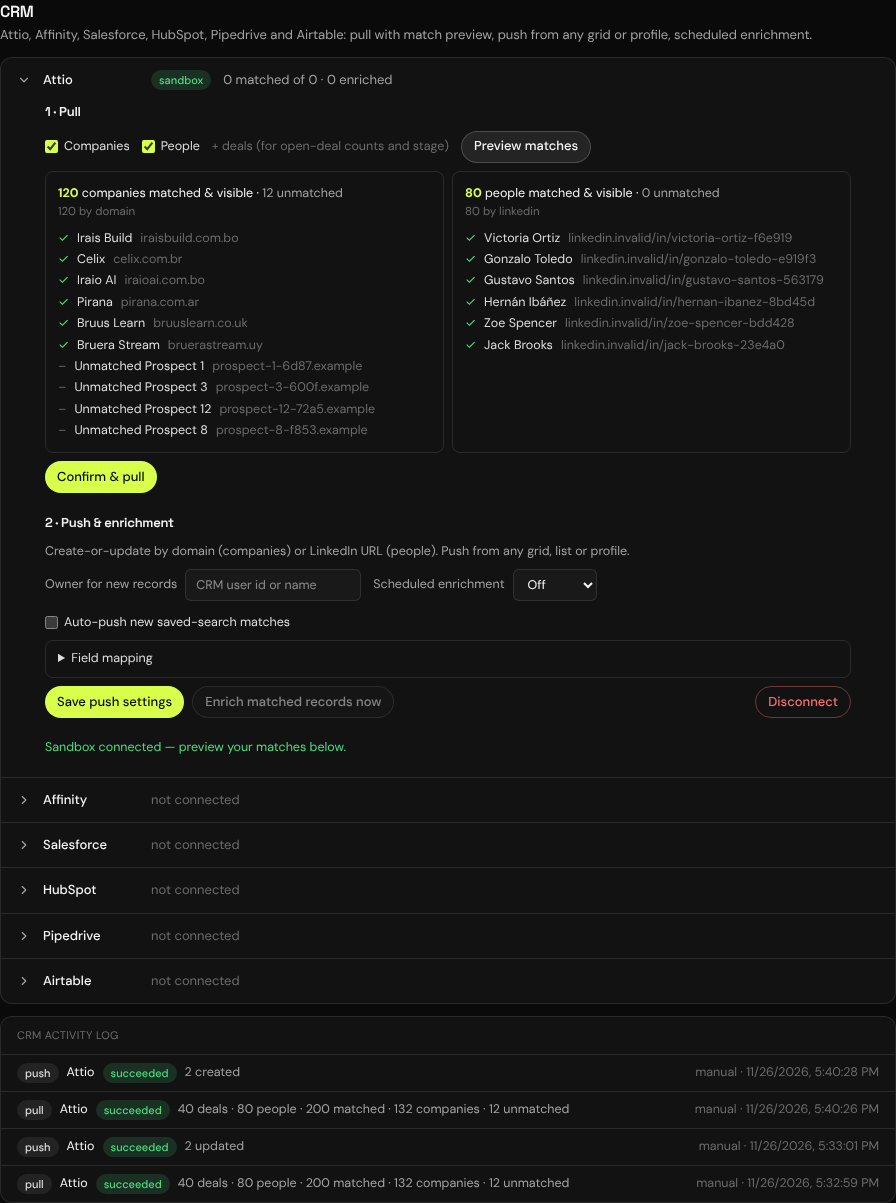 CRM
Attio, Affinity, Salesforce, HubSpot, Pipedrive and Airtable: pull with match preview, push from any grid or profile, scheduled enrichment.
Attio sandbox 0 matched of 0 · 0 enriched
1 · Pull
Companies People + deals (for open-deal counts and stage) Preview matches
120 companies matched & visible · 12 unmatched
120 by domain
Irais Build iraisbuild.com.bo
Celix celix.com.br
Iraio AI iraioai.com.bo
Pirana pirana.com.ar
Bruus Learn bruuslearn.co.uk
Bruera Stream bruerastream.uy
– Unmatched Prospect 1 prospect-1-6d87.example
– Unmatched Prospect 3 prospect-3-600f.example
– Unmatched Prospect 12 prospect-12-72a5.example
– Unmatched Prospect 8 prospect-8-f853.example
80 people matched & visible · 0 unmatched
80 by linkedin
Victoria Ortiz linkedin.invalid/in/victoria-ortiz-f6e919
Gonzalo Toledo linkedin.invalid/in/gonzalo-toledo-e919f3
Gustavo Santos linkedin.invalid/in/gustavo-santos-563179
Hernán Ibáñez linkedin.invalid/in/hernan-ibanez-8bd45d
Zoe Spencer linkedin.invalid/in/zoe-spencer-bdd428
Jack Brooks linkedin.invalid/in/jack-brooks-23e4a0
Confirm & pull
2 · Push & enrichment
Create-or-update by domain (companies) or LinkedIn URL (people). Push from any grid, list or profile.
Owner for new records CRM user id or name Scheduled enrichment Off
Auto-push new saved-search matches
Field mapping
Save push settings Enrich matched records now Disconnect
Sandbox connected — preview your matches below.
Affinity not connected
Salesforce not connected
HubSpot not connected
Pipedrive not connected
Airtable not connected
CRM ACTIVITY LOG
push Attio succeeded 2 created manual · 11/26/2026, 5:40:28 PM
pull Attio succeeded 40 deals · 80 people · 200 matched · 132 companies · 12 unmatched manual · 11/26/2026, 5:40:26 PM
push Attio succeeded 2 updated manual · 11/26/2026, 5:33:01 PM
pull Attio succeeded 40 deals · 80 people · 200 matched · 132 companies · 12 unmatched manual · 11/26/2026, 5:32:59 PM